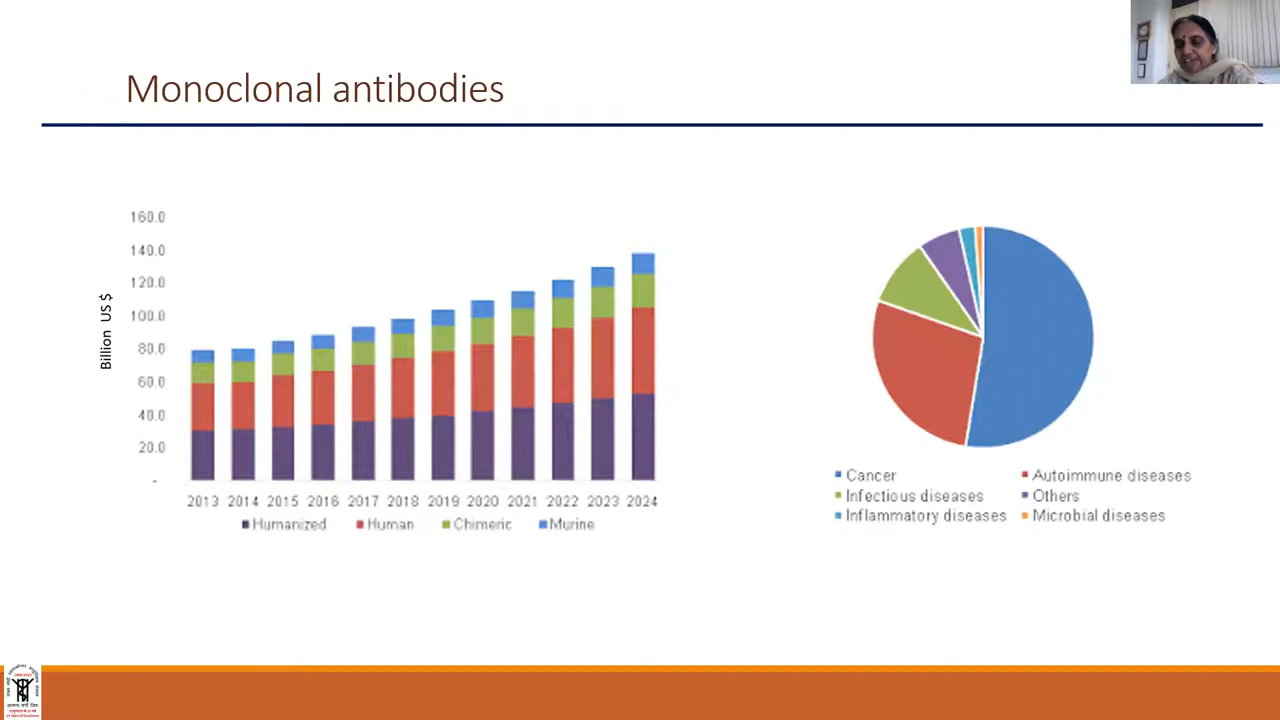 Monoclonal antibodies
Billion US $
160.0
140.0
120.0
100.0
80.0
60.0
40.0
20.0
-
2013 2014 2015 2016 2017 2018 2019 2020 2021 2022 2023 2024
Humanized Human Chimeric Murine
Cancer Autoimmune diseases
Infectious diseases Others
Inflammatory diseases Microbial diseases